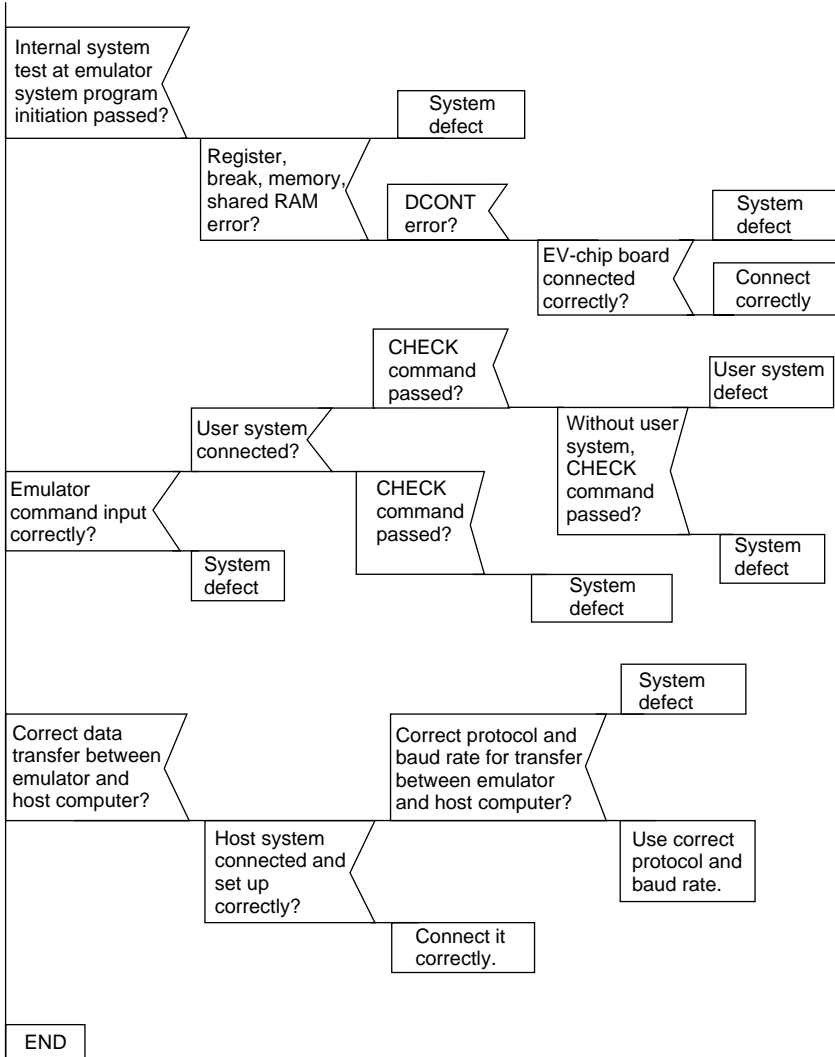 Internal system
test at emulator
system program
initiation passed?
System
defect
Register,
break, memory,
shared RAM
error?
DCONT
error?
System
defect
EV-chip board
connected
correctly?
Connect
correctly
CHECK
command
passed?
User system
defect
User system
connected?
Without user
system,
CHECK
command
passed?
Emulator
command input
correctly?
CHECK
command
passed?
System
defect
System
defect
System
defect
System
defect
Correct data
transfer between
emulator and
host computer?
Correct protocol and
baud rate for transfer
between emulator
and host computer?
Host system
connected and
set up
correctly?
Use correct
protocol and
baud rate.
Connect it
correctly.
END